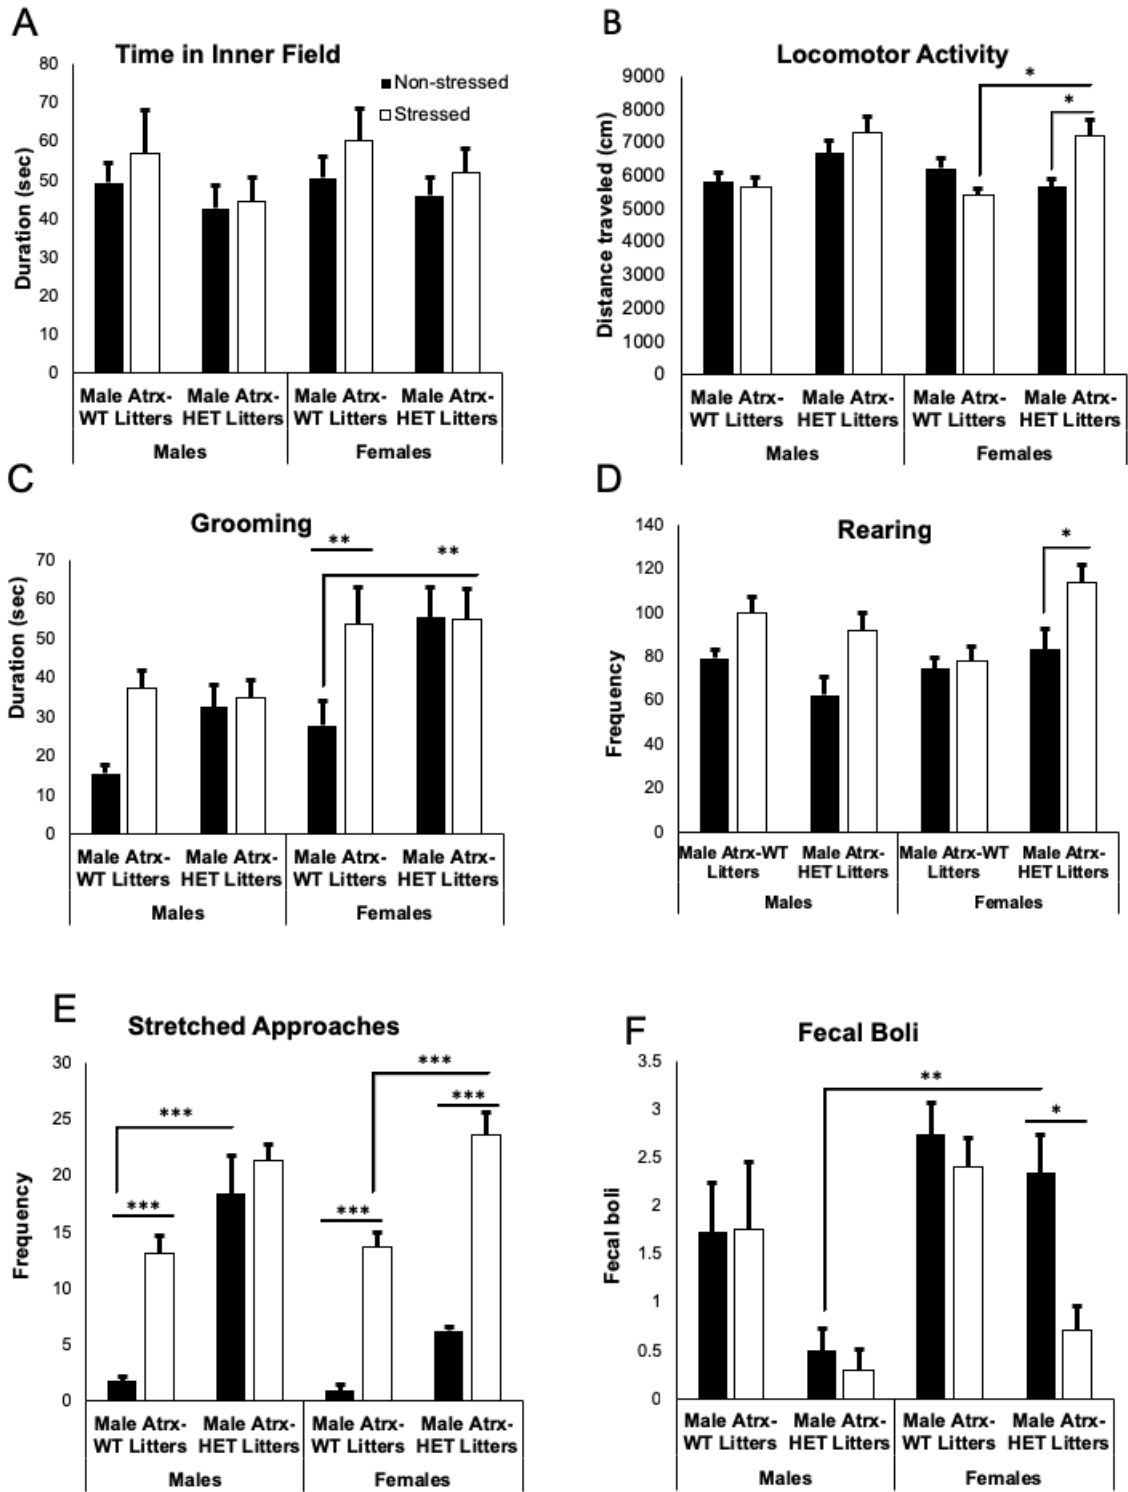 A
Time in Inner Field
Duration (sec)
80
70
60
50
40
30
20
10
0
Non-stressed
Stressed
Male Atrx- Male Atrx- Male Atrx- Male Atrx-
WT Litters HET Litters WT Litters HET Litters
Males Females
B
Locomotor Activity
Distance traveled (cm)
9000
8000
7000
6000
5000
4000
3000
2000
1000
0
*
*
Male Atrx- Male Atrx- Male Atrx- Male Atrx-
WT Litters HET Litters WT Litters HET Litters
Males Females
C
Grooming
Duration (sec)
70
60
50
40
30
20
10
0
**
**
Male Atrx- Male Atrx- Male Atrx- Male Atrx-
WT Litters HET Litters WT Litters HET Litters
Males Females
D
Rearing
Frequency
140
120
100
80
60
40
20
0
*
Male Atrx-WT Male Atrx- Male Atrx-WT Male Atrx-
Litters HET Litters Litters HET Litters
Males Females
E
Stretched Approaches
Frequency
30
25
20
15
10
5
0
***
***
***
***
***
Male Atrx- Male Atrx- Male Atrx- Male Atrx-
WT Litters HET Litters WT Litters HET Litters
Males Females
F
Fecal Boli
Fecal boli
3.5
3
2.5
2
1.5
1
0.5
0
**
*
Male Atrx- Male Atrx- Male Atrx- Male Atrx-
WT Litters HET Litters WT Litters HET Litters
Males Females